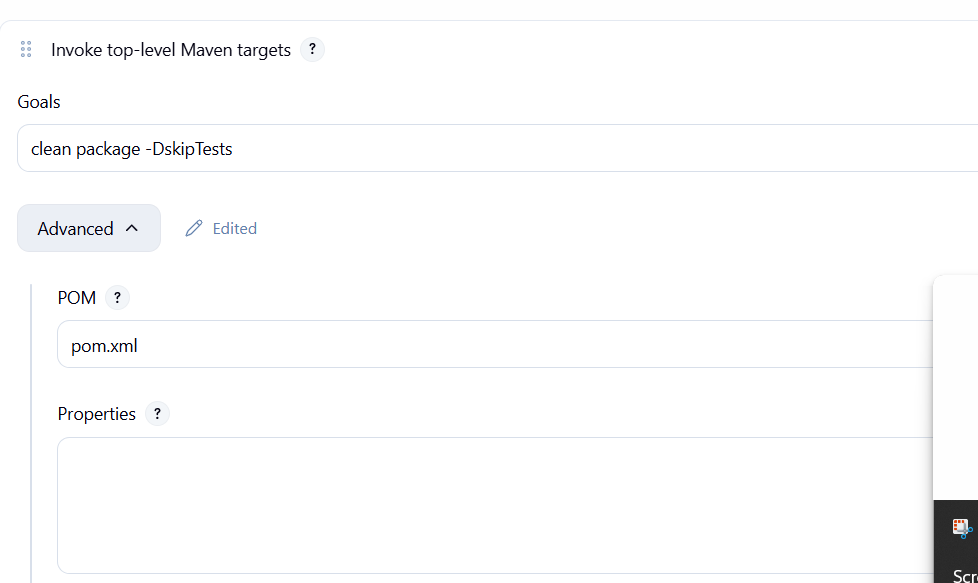 Invoke top-level Maven targets ?
Goals
clean package -DskipTests
Advanced
Edited
POM ?
pom.xml
Properties ?